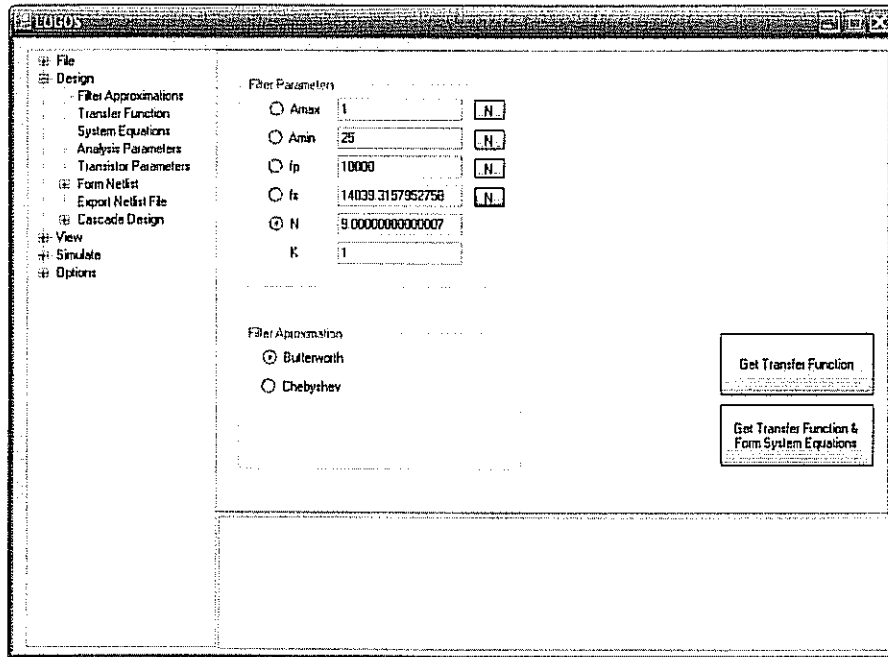 LOGOS
File
Design
Filter Approximations
Transfer Function
System Equations
Analysis Parameters
Transistor Parameters
Form Netlist
Export Netlist File
Cascade Design
View
Simulate
Options
Filter Parameters
Amax 1 N
Amin 25 N
fp 10000 N
fs 14039.3157952758 N
N 9.00000000000007
K 1
Filter Aproximation
Butterworth
Chebyshev
Get Transfer Function
Get Transfer Function &
Form System Equations